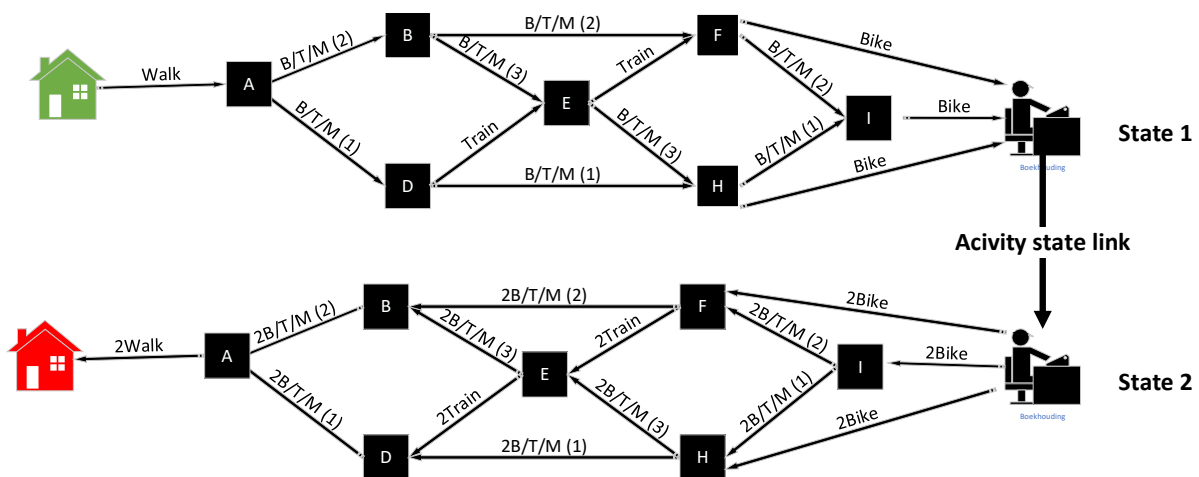 B/T/M (2)
B
F
Bike
Walk
B/T/M (2)
B/T/M (3)
Train
B/T/M (2)
A
E
I
Bike
State 1
B/T/M (1)
Train
B/T/M (3)
B/T/M (1)
Boekhouding
D
B/T/M (1)
H
Bike
Acivity state link
2B/T/M (2)
2Bike
B
F
2B/T/M (2)
2B/T/M (3)
2Train
2B/T/M (2)
2Walk
A
E
I
2Bike
State 2
2B/T/M (1)
2Train
2B/T/M (3)
2B/T/M (1)
2Bike
Boekhouding
D
2B/T/M (1)
H